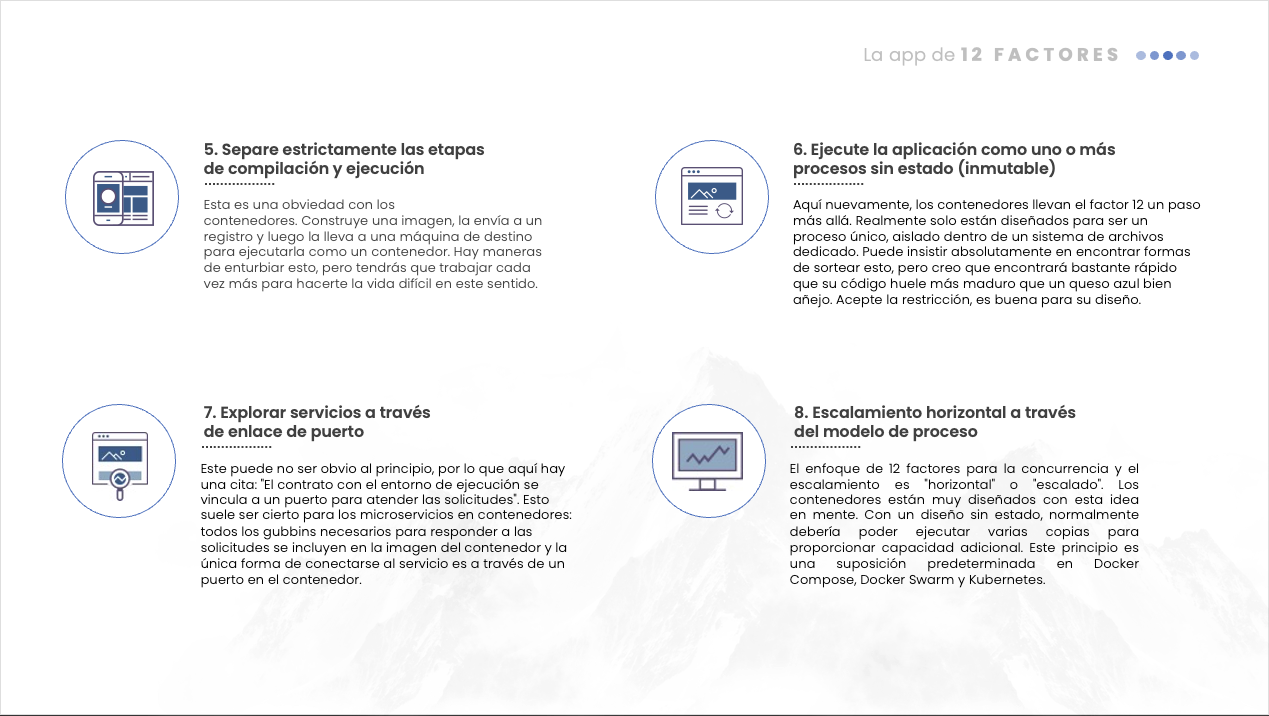 La app de 12 FACTORES
5. Separe estrictamente las etapas
de compilación y ejecución
Esta es una obviedad con los
contenedores. Construye una imagen, la envía a un
registro y luego la lleva a una máquina de destino
para ejecutarla como un contenedor. Hay maneras
de enturbiar esto, pero tendrás que trabajar cada
vez más para hacerte la vida difícil en este sentido.
6. Ejecute la aplicación como uno o más
procesos sin estado (inmutable)
Aquí nuevamente, los contenedores llevan el factor 12 un paso
más allá. Realmente solo están diseñados para ser un
proceso único, aislado dentro de un sistema de archivos
dedicado. Puede insistir absolutamente en encontrar formas
de sortear esto, pero creo que encontrará bastante rápido
que su código huele más maduro que un queso azul bien
añejo. Acepte la restricción, es buena para su diseño.
7. Explorar servicios a través
de enlace de puerto
Este puede no ser obvio al principio, por lo que aquí hay
una cita: "El contrato con el entorno de ejecución se
vincula a un puerto para atender las solicitudes". Esto
suele ser cierto para los microservicios en contenedores:
todos los gubbins necesarios para responder a las
solicitudes se incluyen en la imagen del contenedor y la
única forma de conectarse al servicio es a través de un
puerto en el contenedor.
8. Escalamiento horizontal a través
del modelo de proceso
El enfoque de 12 factores para la concurrencia y el
escalamiento es "horizontal" o "escalado". Los
contenedores están muy diseñados con esta idea
en mente. Con un diseño sin estado, normalmente
debería poder ejecutar varias copias para
proporcionar capacidad adicional. Este principio es
una suposición predeterminada en Docker
Compose, Docker Swarm y Kubernetes.